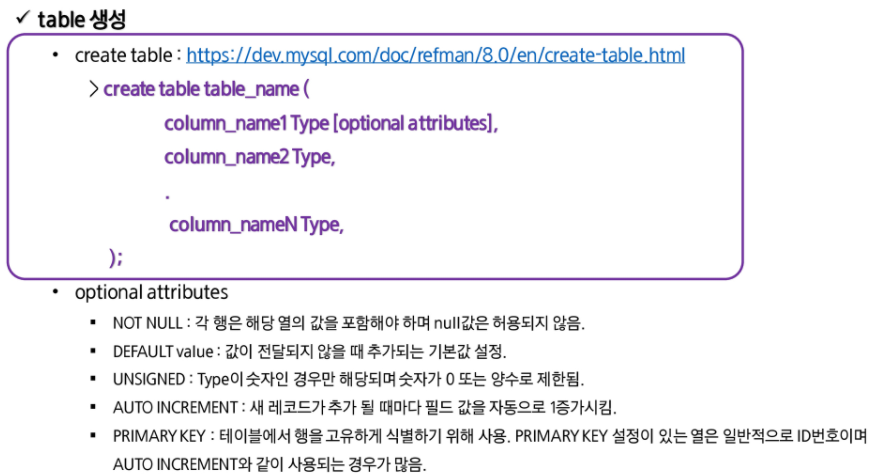 ✓ table 생성
• create table : https://dev.mysql.com/doc/refman/8.0/en/create-table.html
> create table table_name (
column_name1 Type [optional attributes],
column_name2 Type,
.
column_nameN Type,
);
• optional attributes
▪ NOT NULL : 각 행은 해당 열의 값을 포함해야 하며 null값은 허용되지 않음.
▪ DEFAULT value : 값이 전달되지 않을 때 추가되는 기본값 설정.
▪ UNSIGNED : Type이 숫자인 경우만 해당되며 숫자가 0 또는 양수로 제한됨.
▪ AUTO INCREMENT : 새 레코드가 추가 될 때마다 필드 값을 자동으로 1증가시킴.
▪ PRIMARY KEY : 테이블에서 행을 고유하게 식별하기 위해 사용. PRIMARY KEY 설정이 있는 열은 일반적으로 ID번호이며
AUTO INCREMENT와 같이 사용되는 경우가 많음.